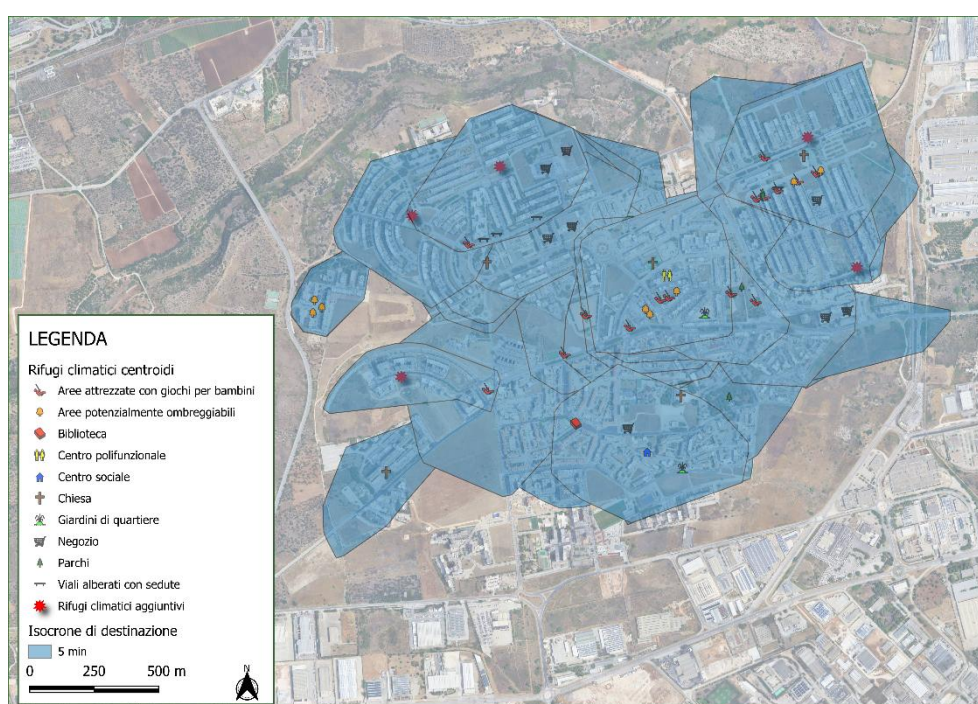 LEGENDA
Rifugi climatici centroidi
Aree attrezzate con giochi per bambini
Aree potenzialmente ombreggiabili
Biblioteca
Centro polifunzionale
Centro sociale
Chiesa
Giardini di quartiere
Negozio
Parchi
Viali alberati con sedute
Rifugi climatici aggiuntivi
Isocrone di destinazione
5 min
0 250 500 m
N